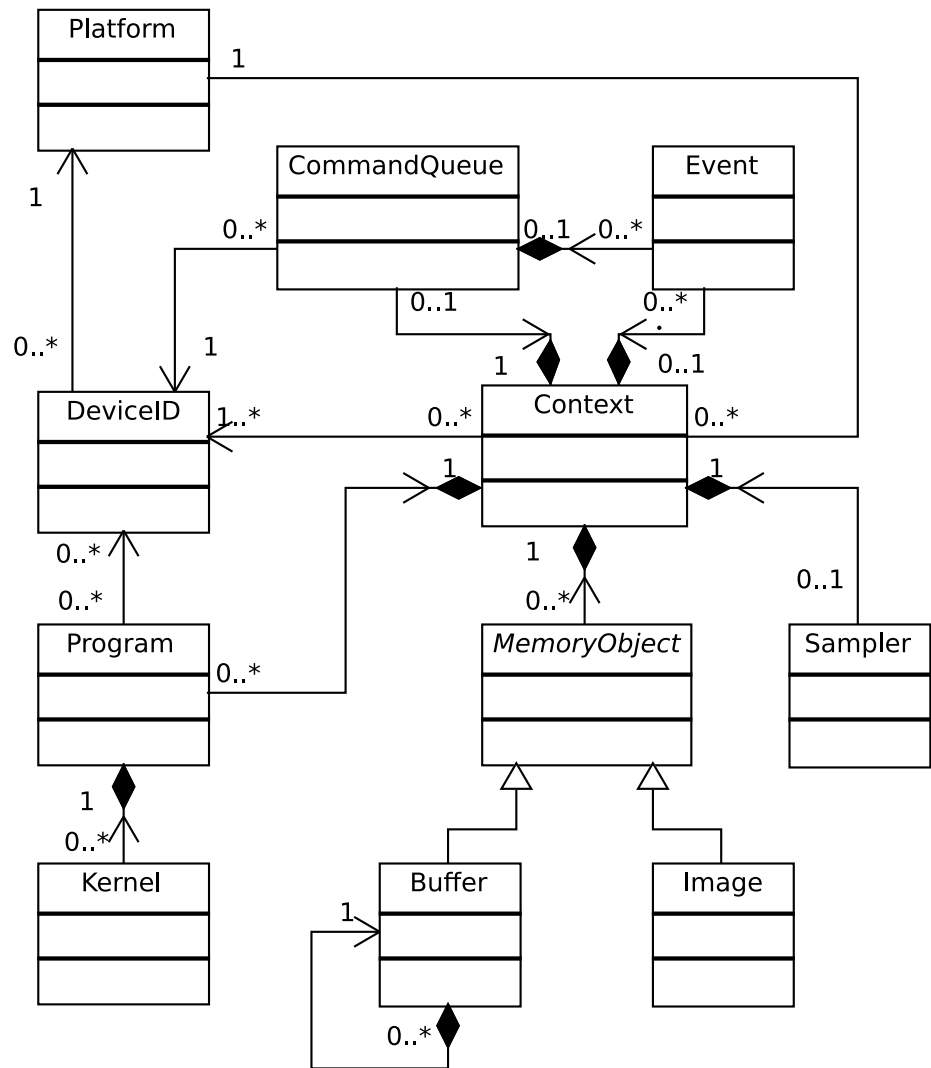 Platform
1
CommandQueue
Event
1
0..*
0..1
0..*
0..1
0..*
.
0..*
1
1
0..1
DeviceID
Context
1..*
0..*
0..*
1
1
0..*
1
0..*
0..*
0..1
Program
MemoryObject
Sampler
0..*
1
0..*
Kernel
Buffer
Image
1
0..*